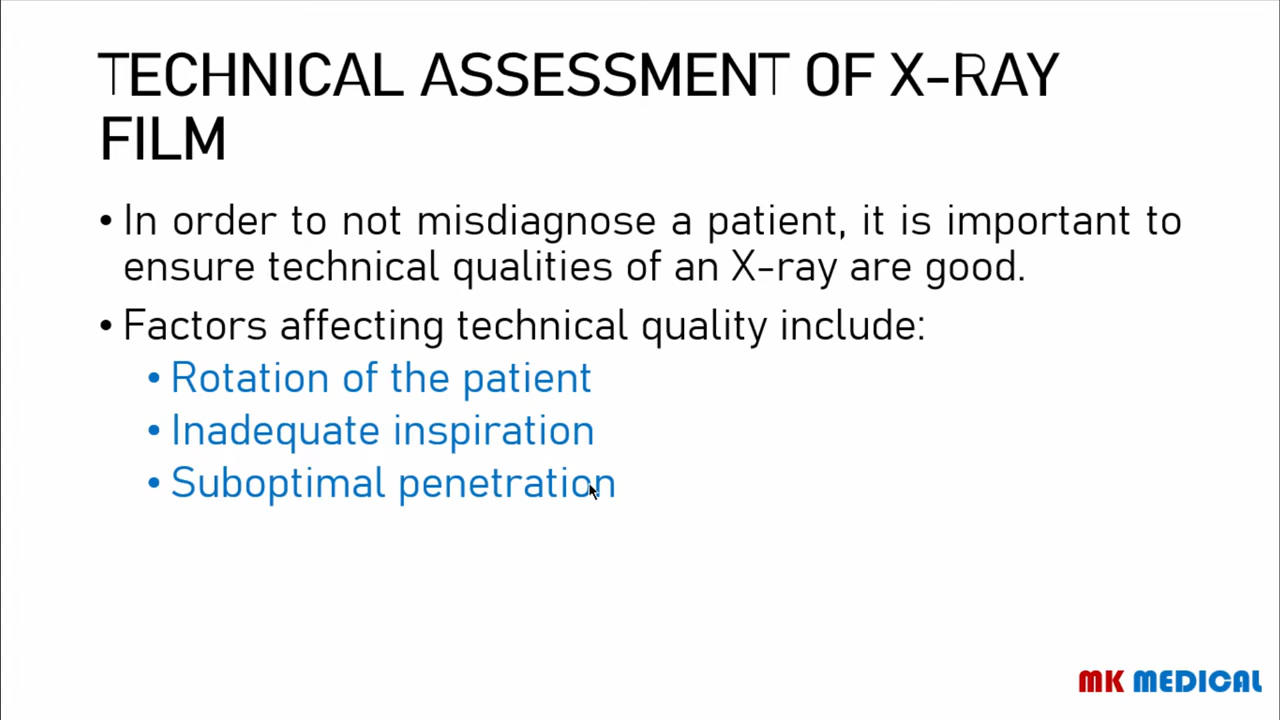 TECHNICAL ASSESSMENT OF X-RAY
FILM
• In order to not misdiagnose a patient, it is important to
ensure technical qualities of an X-ray are good.
• Factors affecting technical quality include:
• Rotation of the patient
• Inadequate inspiration
• Suboptimal penetration
MK MEDICAL